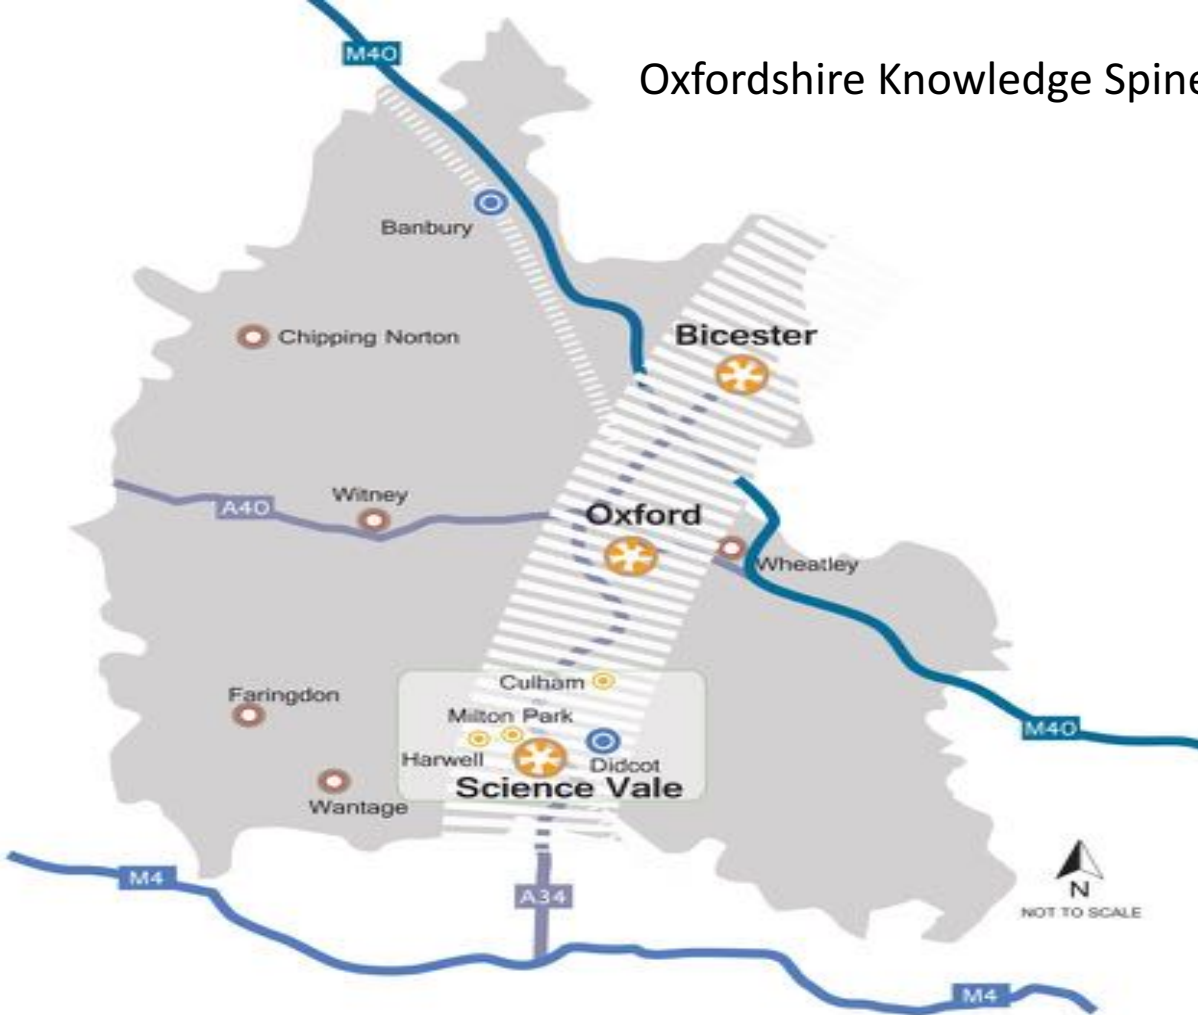 M40
Oxfordshire Knowledge Spine
Banbury
Chipping Norton
Bicester
Witney
A40
Oxford
Wheatley
Culham
Faringdon
Milton Park
Harwell
Didcot
Science Vale
Wantage
M40
M4
A34
N
NOT TO SCALE
M4